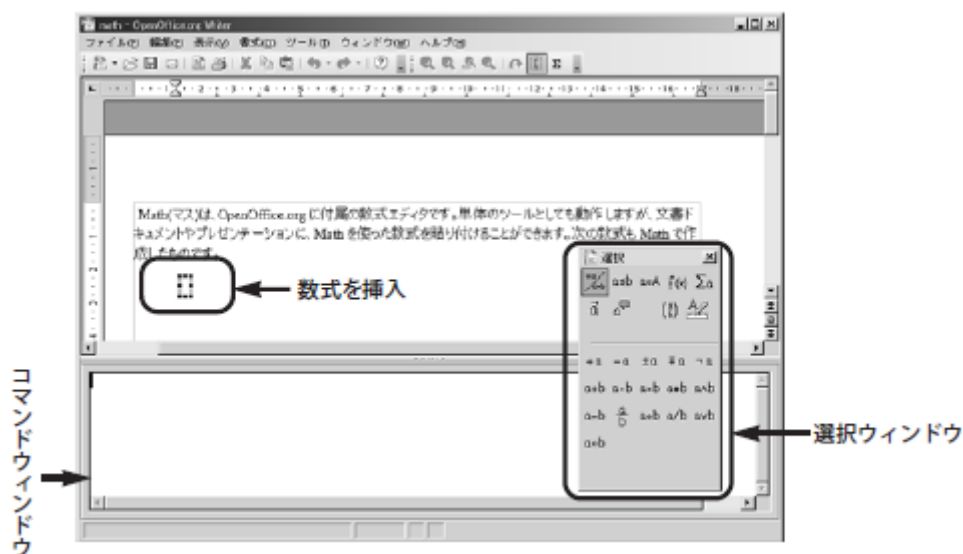 math - OpenOffice.org Writer
ファイル(F) 編集(E) 表示(V) 書式(O) ツール(T) ウィンドウ(W) ヘルプ(H)
Math(マス)は、OpenOffice.org に付属の数式エディタです。単体のツールとしても動作しますが、文書ド
キュメントやプレゼンテーションに、Math を使った数式を貼り付けることができます。次の数式も Math で作
成したものです。
数式を挿入
選択
a≤b a∈A f(x) Σa
+a -a ±a ∓a ¬a
a/b
選択ウィンドウ
コマンドウィンドウ